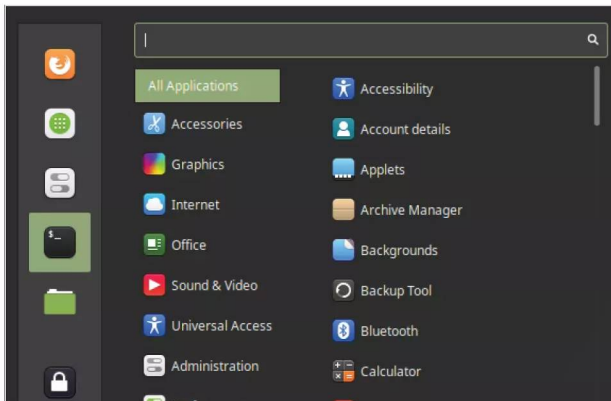 All Applications
Accessories
Graphics
Internet
Office
Sound & Video
Universal Access
Administration
Accessibility
Account details
Applets
Archive Manager
Backgrounds
Backup Tool
Bluetooth
Calculator
$_